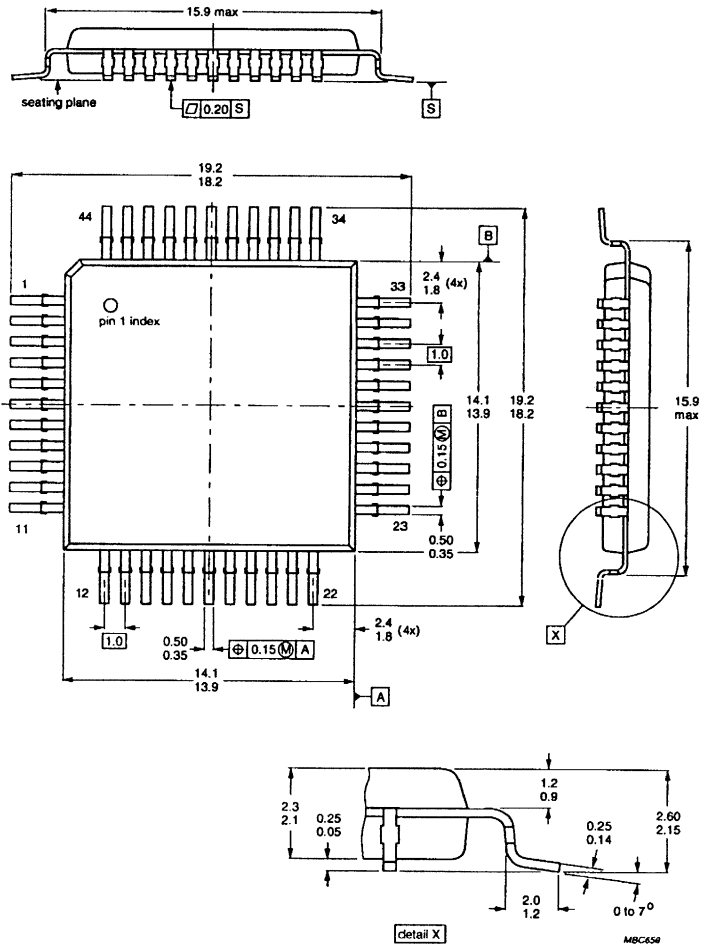 15.9 max
seating plane
0.20 S
S
19.2
18.2
44
34
B
1
33
2.4
1.8 (4x)
pin 1 index
1.0
14.1
13.9
19.2
18.2
15.9
max
0.15 M B
11
23
0.50
0.35
12
22
1.0
0.50
0.35
0.15 M A
2.4
1.8 (4x)
X
14.1
13.9
A
2.3
2.1
0.25
0.05
1.2
0.9
2.60
2.15
0.25
0.14
2.0
1.2
0 to 7°
detail X
MBC658